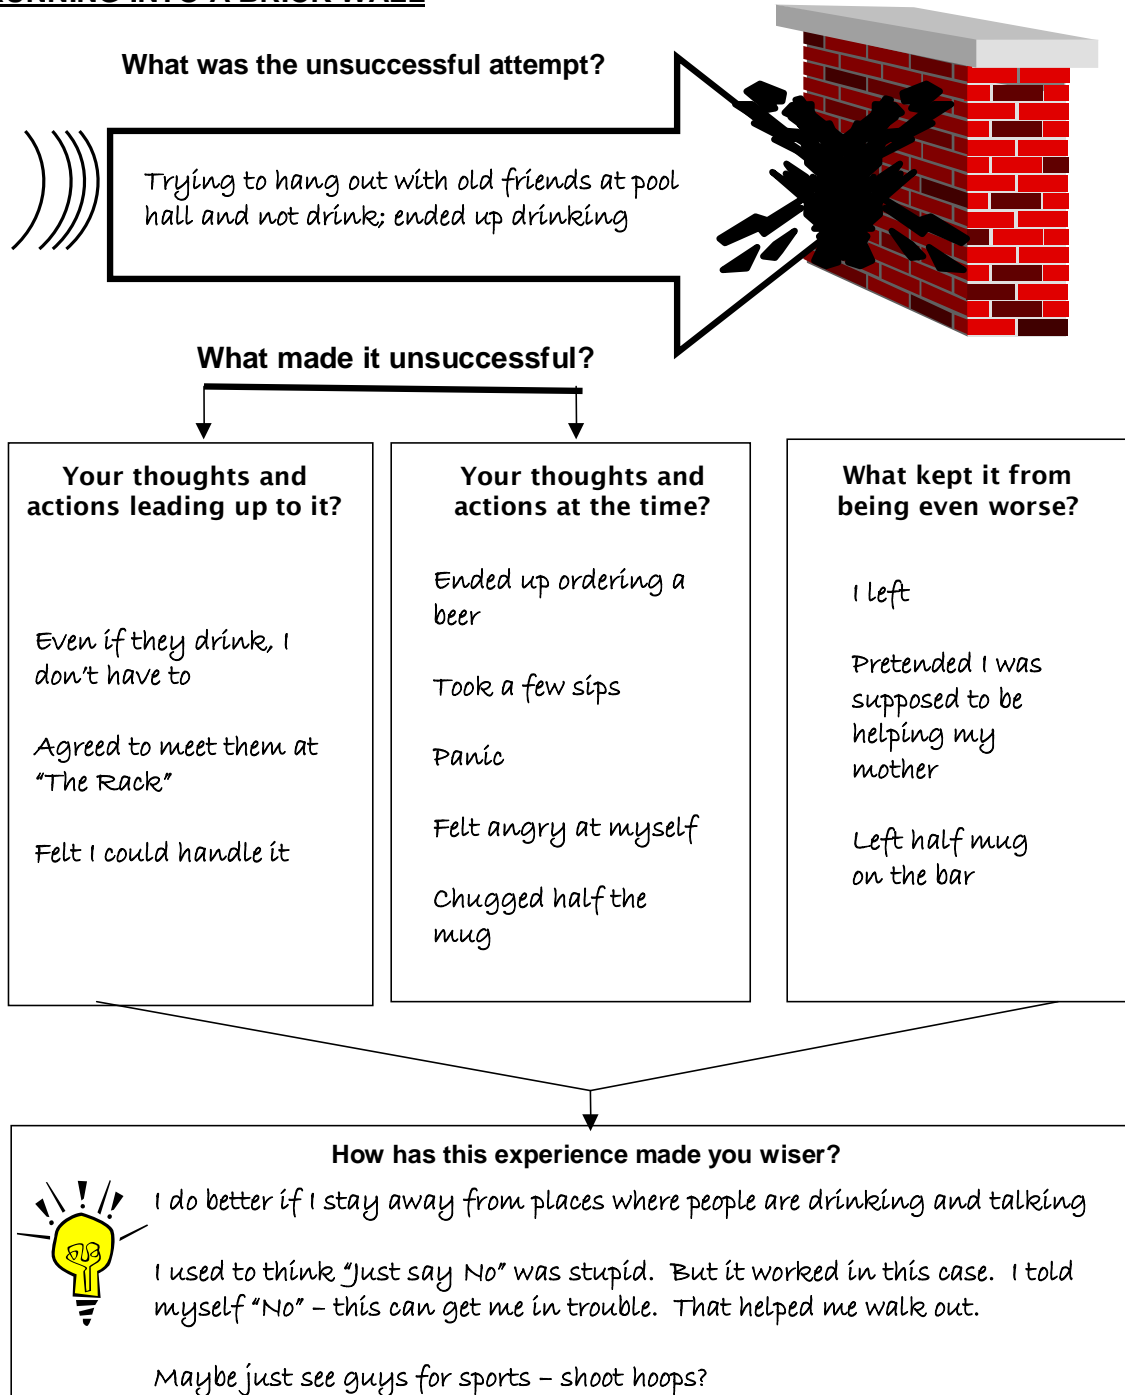 RUNNING INTO A BRICK WALL
What was the unsuccessful attempt?
Trying to hang out with old friends at pool
hall and not drink; ended up drinking
What made it unsuccessful?
Your thoughts and
actions leading up to it?
Even if they drink, I
don't have to
Agreed to meet them at
"The Rack"
Felt I could handle it
Your thoughts and
actions at the time?
Ended up ordering a
beer
Took a few sips
Panic
Felt angry at myself
Chugged half the
mug
What kept it from
being even worse?
I left
Pretended I was
supposed to be
helping my
mother
Left half mug
on the bar
How has this experience made you wiser?
I do better if I stay away from places where people are drinking and talking
I used to think "Just say No" was stupid.  But it worked in this case.  I told
myself "No" – this can get me in trouble.  That helped me walk out.
Maybe just see guys for sports – shoot hoops?